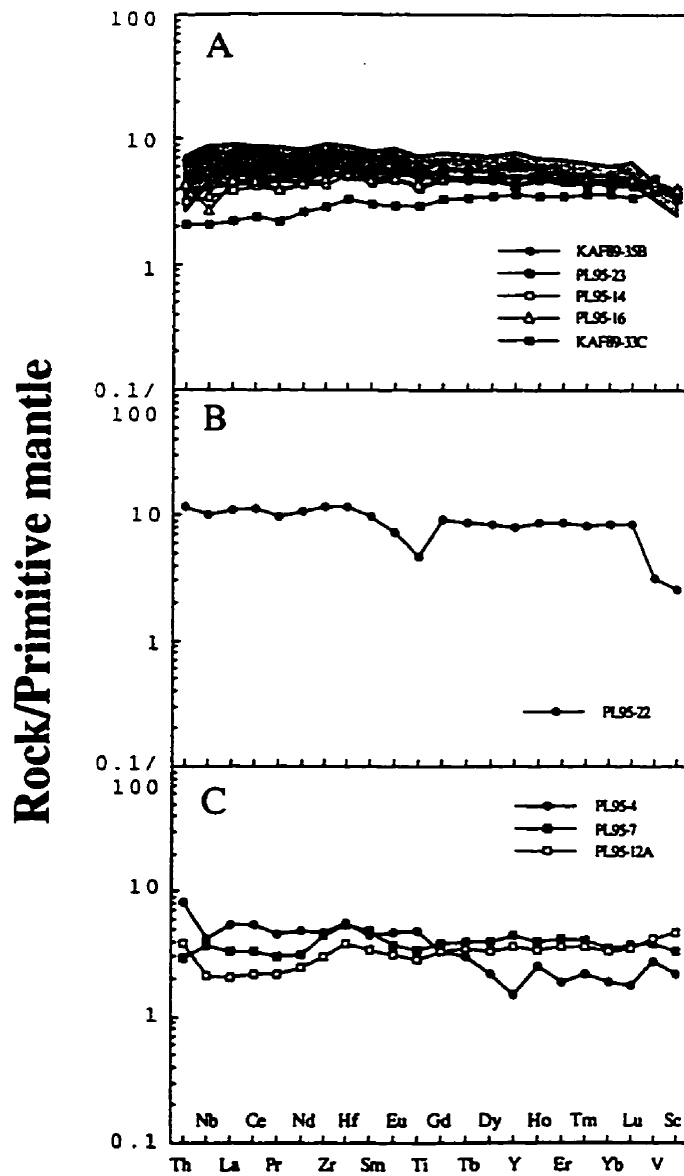 Rock/Primitive mantle
100
A
10
1
KAF89-35B
PL95-23
PL95-14
PL95-16
KAF89-33C
0.1/
100
B
10
1
PL95-22
0.1/
100
C
PL95-4
PL95-7
PL95-12A
10
1
0.1
Nb Ce Nd Hf Eu Gd Dy Ho Tm Lu Sc
Th La Pr Zr Sm Ti Tb Y Er Yb V